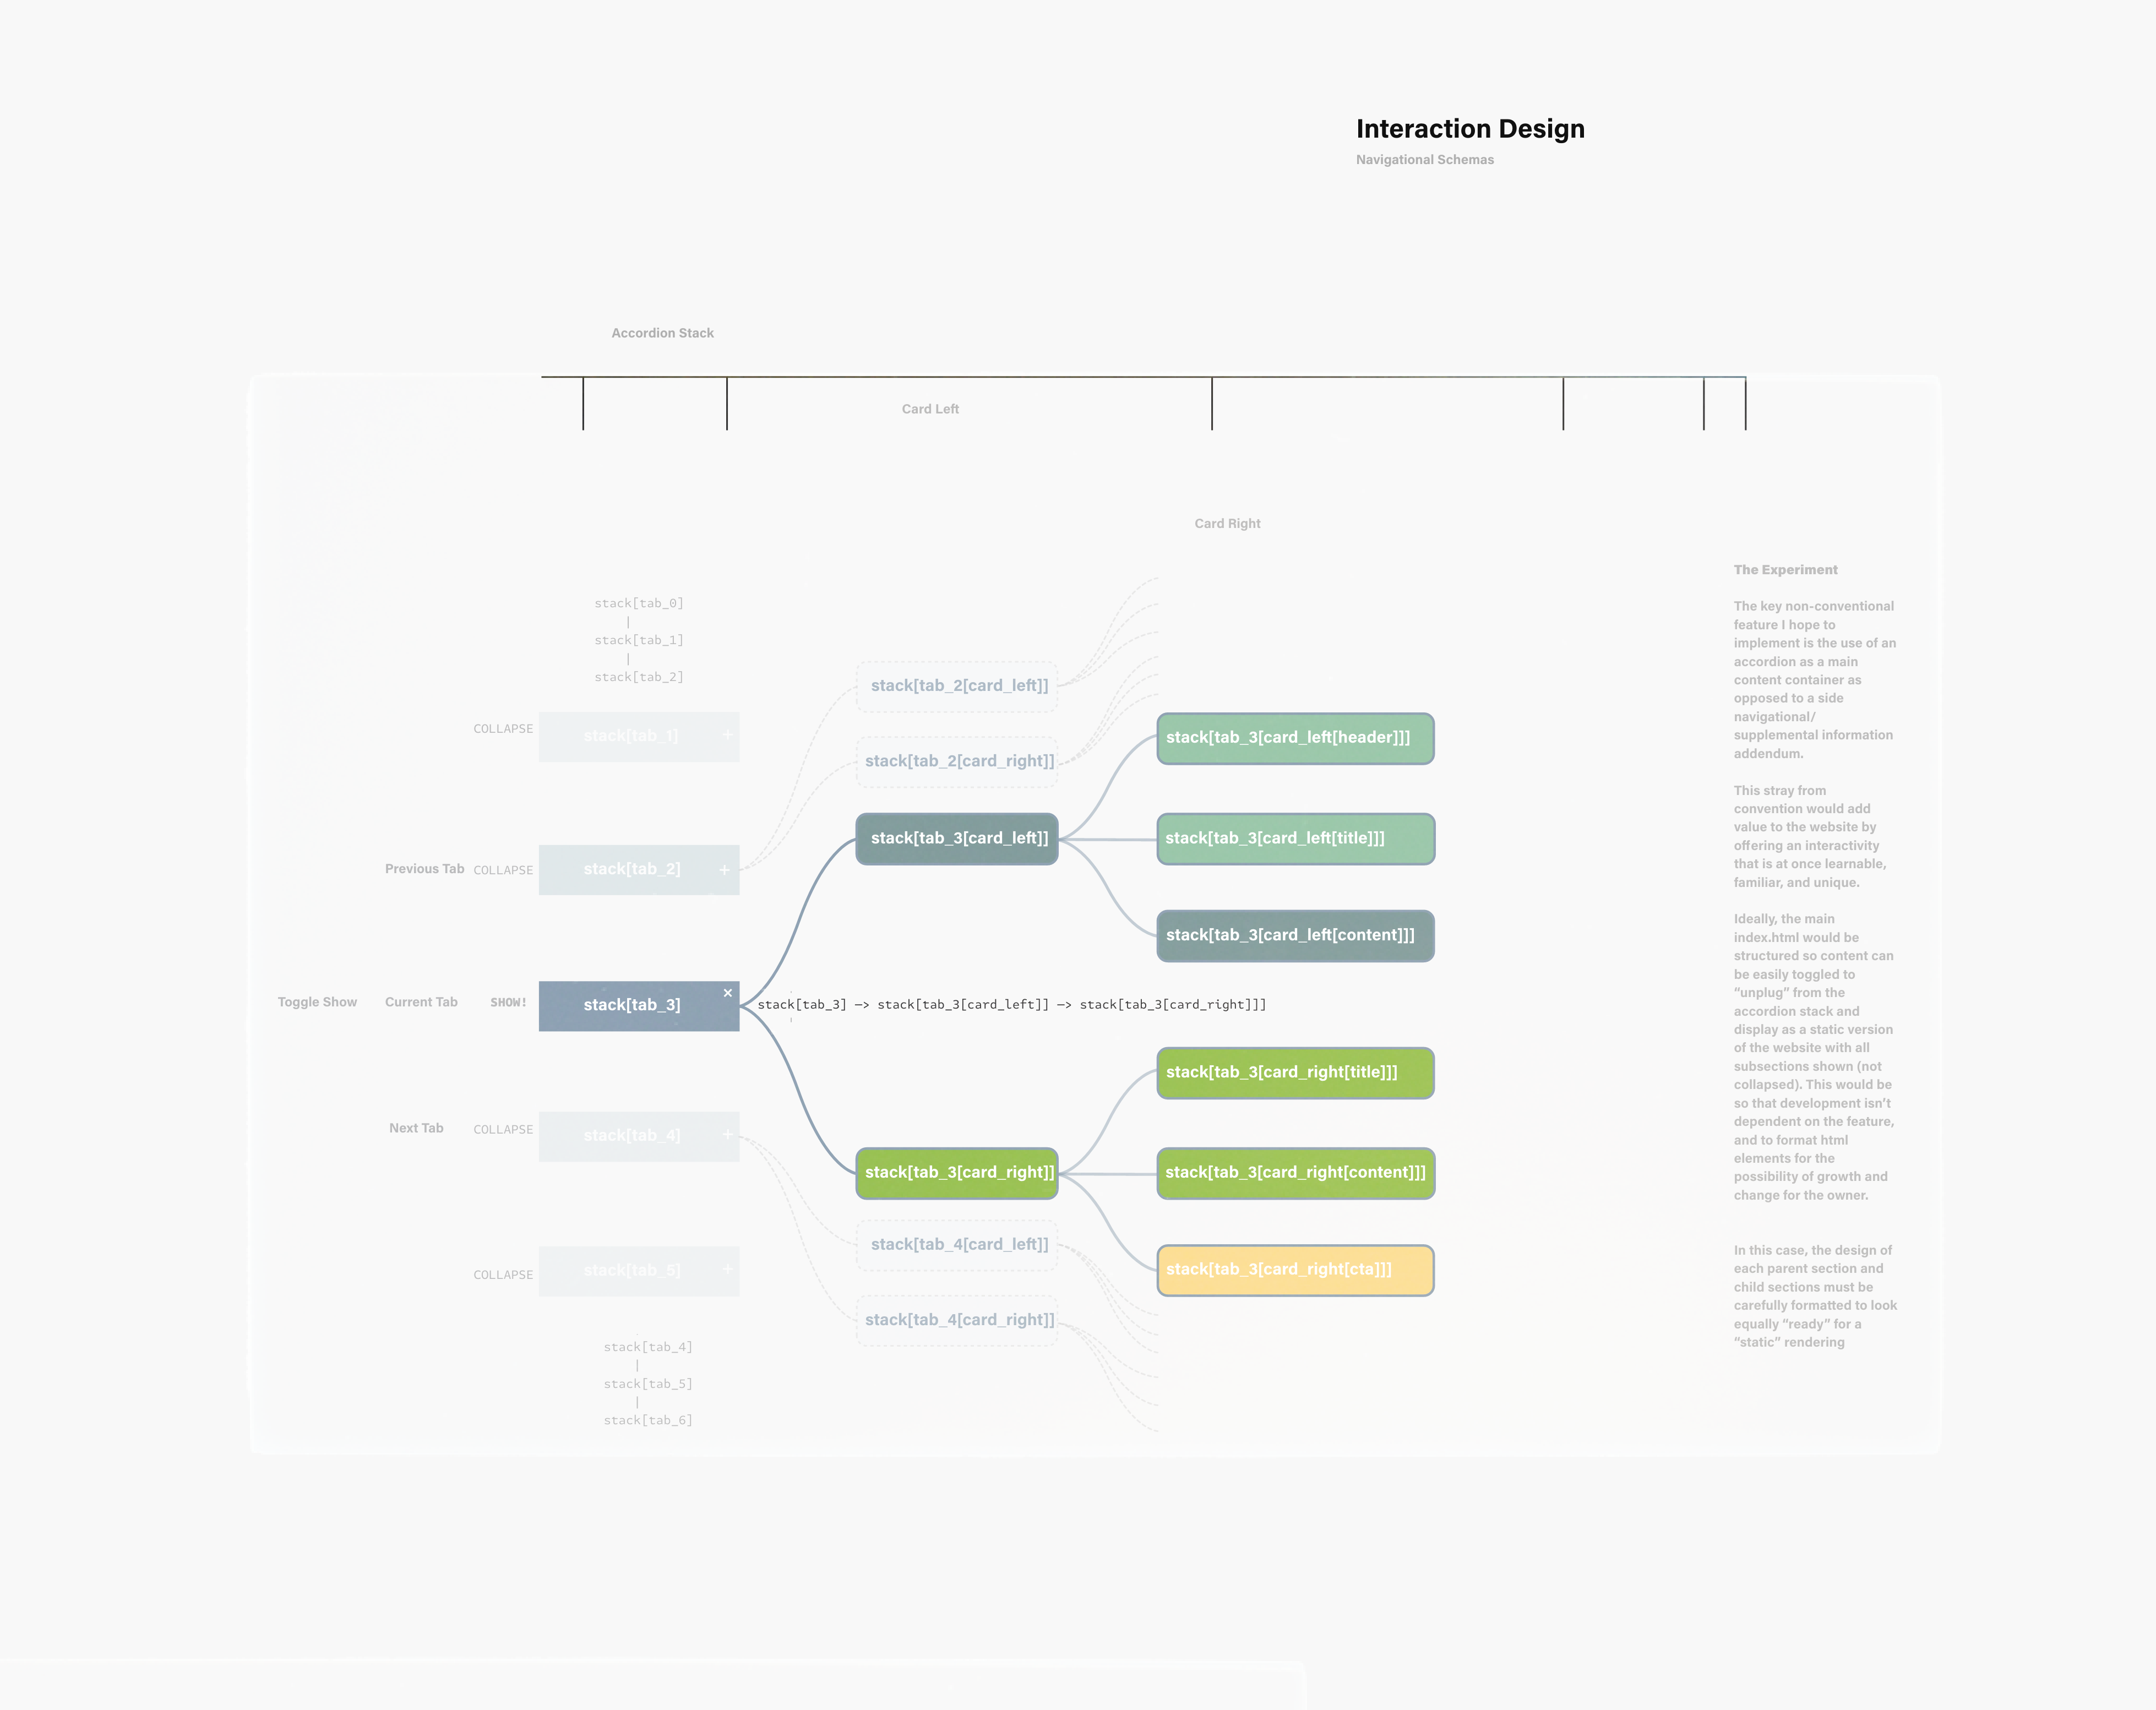 Interaction Design
Navigational Schemas
Accordion Stack
Card Left
Card Right
stack[tab_0]
|
stack[tab_1]
|
stack[tab_2]
COLLAPSE
stack[tab_1]
+
Previous Tab
COLLAPSE
stack[tab_2]
+
Toggle Show
Current Tab
SHOW!
stack[tab_3]
×
stack[tab_3] —> stack[tab_3[card_left]] —> stack[tab_3[card_right]]]
Next Tab
COLLAPSE
stack[tab_4]
+
COLLAPSE
stack[tab_5]
+
stack[tab_4]
|
stack[tab_5]
|
stack[tab_6]
stack[tab_2[card_left]]
stack[tab_2[card_right]]
stack[tab_3[card_left]]
stack[tab_3[card_right]]
stack[tab_4[card_left]]
stack[tab_4[card_right]]
stack[tab_3[card_left[header]]]
stack[tab_3[card_left[title]]]
stack[tab_3[card_left[content]]]
stack[tab_3[card_right[title]]]
stack[tab_3[card_right[content]]]
stack[tab_3[card_right[cta]]]
The Experiment
The key non-conventional
feature I hope to
implement is the use of an
accordion as a main
content container as
opposed to a side
navigational/
supplemental information
addendum.
This stray from
convention would add
value to the website by
offering an interactivity
that is at once learnable,
familiar, and unique.
Ideally, the main
index.html would be
structured so content can
be easily toggled to
“unplug” from the
accordion stack and
display as a static version
of the website with all
subsections shown (not
collapsed). This would be
so that development isn’t
dependent on the feature,
and to format html
elements for the
possibility of growth and
change for the owner.
In this case, the design of
each parent section and
child sections must be
carefully formatted to look
equally “ready” for a
“static” rendering